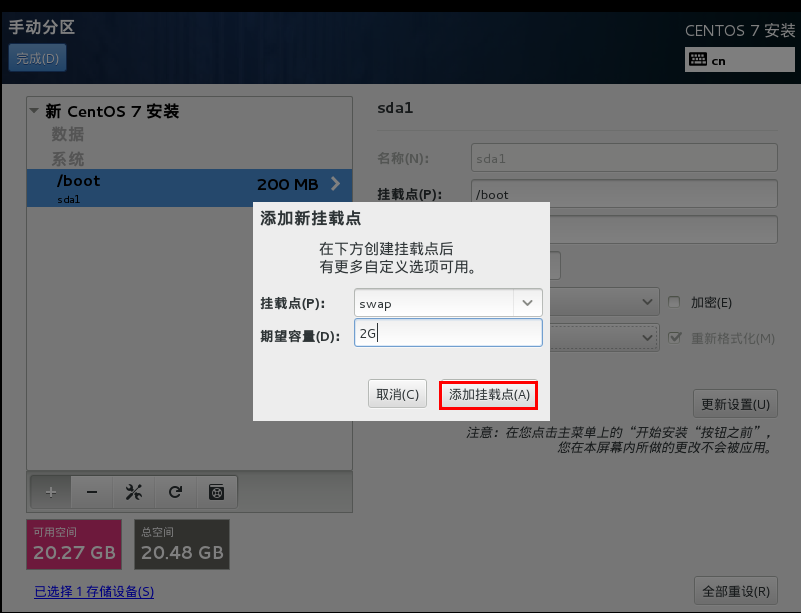 手动分区
完成(D)
CENTOS 7 安装
cn
新 CentOS 7 安装
数据
系统
/boot
200 MB
sda1
sda1
名称(N):
sda1
挂载点(P):
/boot
添加新挂载点
在下方创建挂载点后
有更多自定义选项可用。
挂载点(P):
swap
期望容量(D):
2G
取消(C)
添加挂载点(A)
加密(E)
重新格式化(M)
更新设置(U)
注意：在您点击主菜单上的“开始安装“按钮之前”，
您在本屏幕内所做的更改不会被应用。
可用空间
20.27 GB
总空间
20.48 GB
已选择 1 存储设备(S)
全部重设(R)